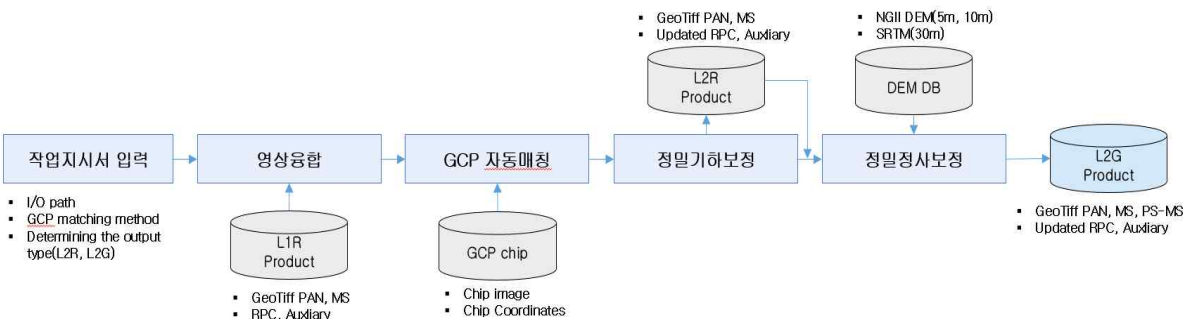 ▪ GeoTiff PAN, MS
▪ Updated RPC, Auxliary
▪ NGII DEM(5m, 10m)
▪ SRTM(30m)
L2R
Product
DEM DB
작업지시서 입력
영상융합
GCP 자동매칭
정밀기하보정
정밀정사보정
L2G
Product
▪ I/O path
▪ GCP matching method
▪ Determining the output
type(L2R, L2G)
L1R
Product
GCP chip
▪ GeoTiff PAN, MS, PS-MS
▪ Updated RPC, Auxliary
▪ GeoTiff PAN, MS
▪ RPC, Auxliary
▪ Chip image
▪ Chip Coordinates